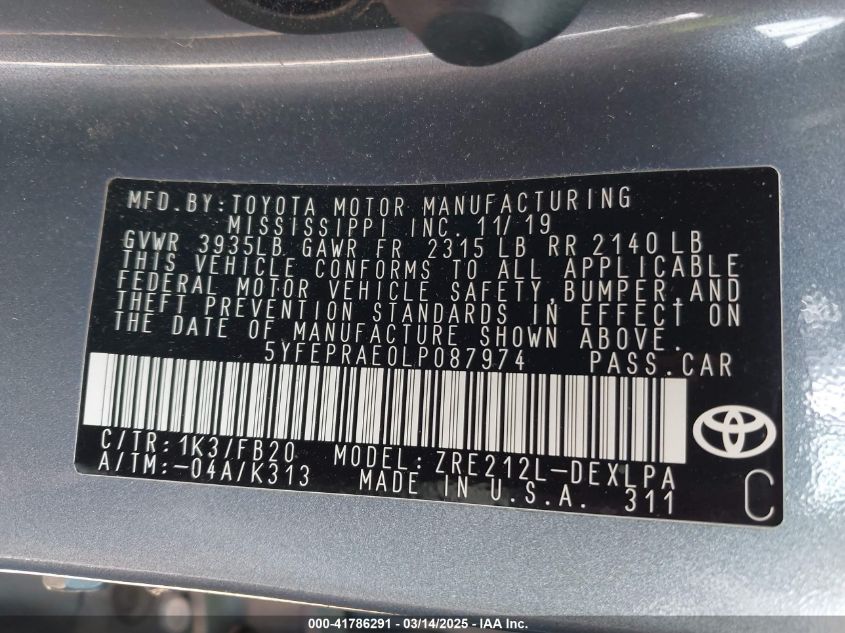 MFD.BY:TOYOTA MOTOR MANUFACTURING
MISSISSIPPI INC. 11/19
GVWR 3935LB GAWR FR 2315 LB RR 2140 LB
THIS VEHICLE CONFORMS TO ALL APPLICABLE
FEDERAL MOTOR VEHICLE SAFETY,BUMPER,AND
THEFT PREVENTION STANDARDS IN EFFECT ON
THE DATE OF MANUFACTURE SHOWN ABOVE.
5YFEPRAE0LP087974 PASS.CAR
C/TR:1K3/FB20 MODEL:ZRE212L-DEXLPA
A/TM:-04A/K313 MADE IN U.S.A. 311
C
000-41786291 - 03/14/2025 - IAAI.COM